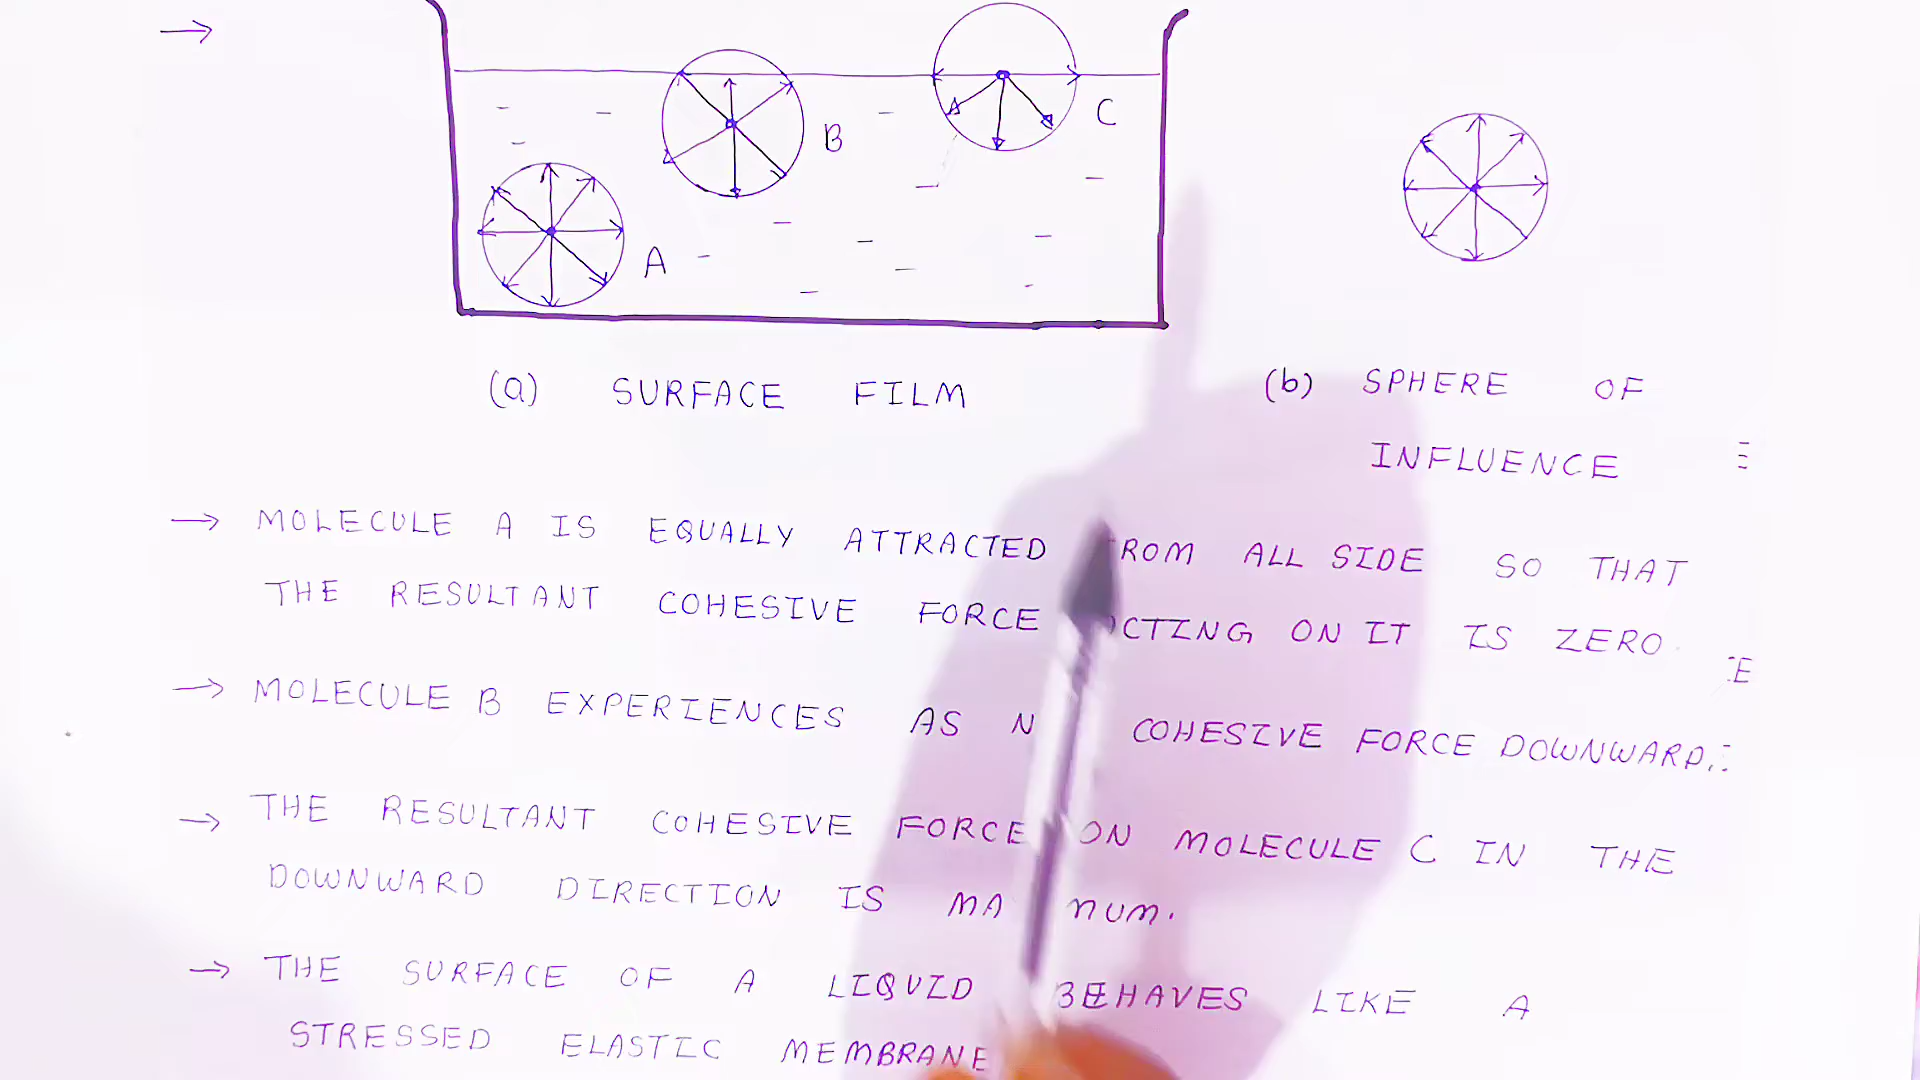 →
B
C
A
(a) SURFACE FILM
(b) SPHERE OF
INFLUENCE
→ MOLECULE A IS EQUALLY ATTRACTED ROM ALL SIDE SO THAT
THE RESULTANT COHESIVE FORCE CTING ON IT IS ZERO
→ MOLECULE B EXPERIENCES AS N COHESIVE FORCE DOWNWARD.
→ THE RESULTANT COHESIVE FORCE ON MOLECULE C IN THE
DOWNWARD DIRECTION IS MA NUM.
→ THE SURFACE OF A LIQUID BEHAVES LIKE A
STRESSED ELASTIC MEMBRANE